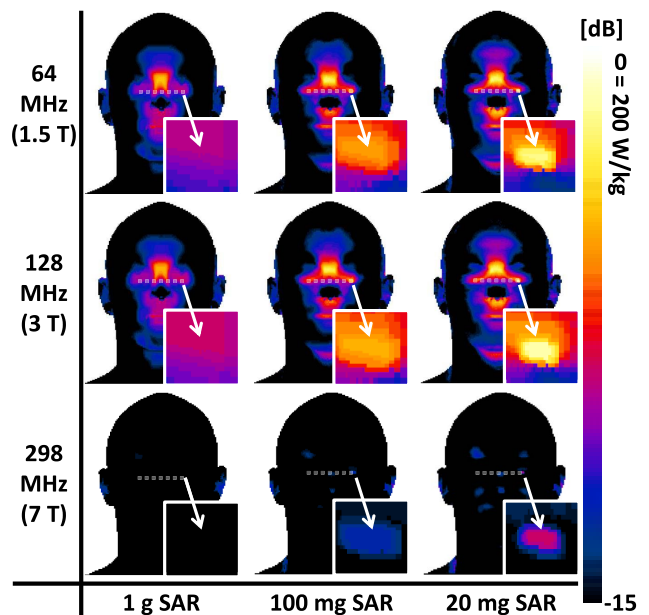 [dB]
0 = 200 W/kg
64
MHz
(1.5 T)
128
MHz
(3 T)
298
MHz
(7 T)
-15
1 g SAR
100 mg SAR
20 mg SAR